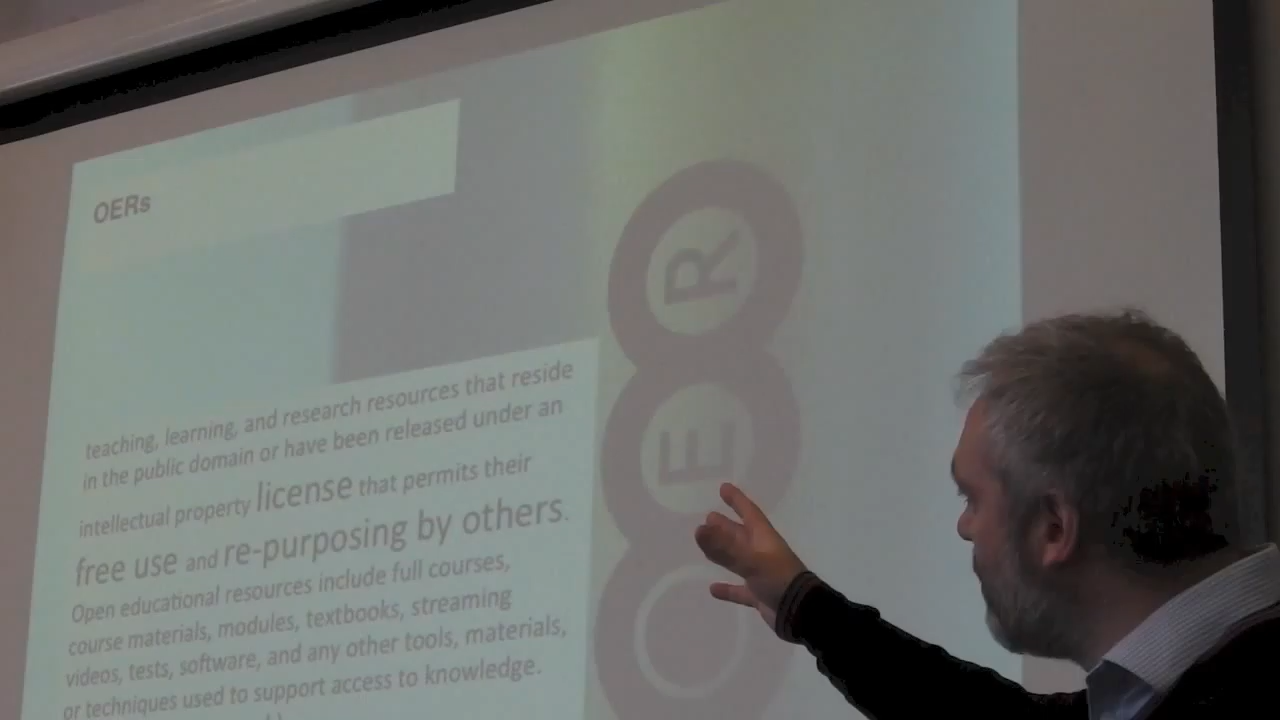 OERs
teaching, learning, and research resources that reside
in the public domain or have been released under an
intellectual property license that permits their
free use and re-purposing by others.
Open educational resources include full courses,
course materials, modules, textbooks, streaming
videos, tests, software, and any other tools, materials,
or techniques used to support access to knowledge.
OER